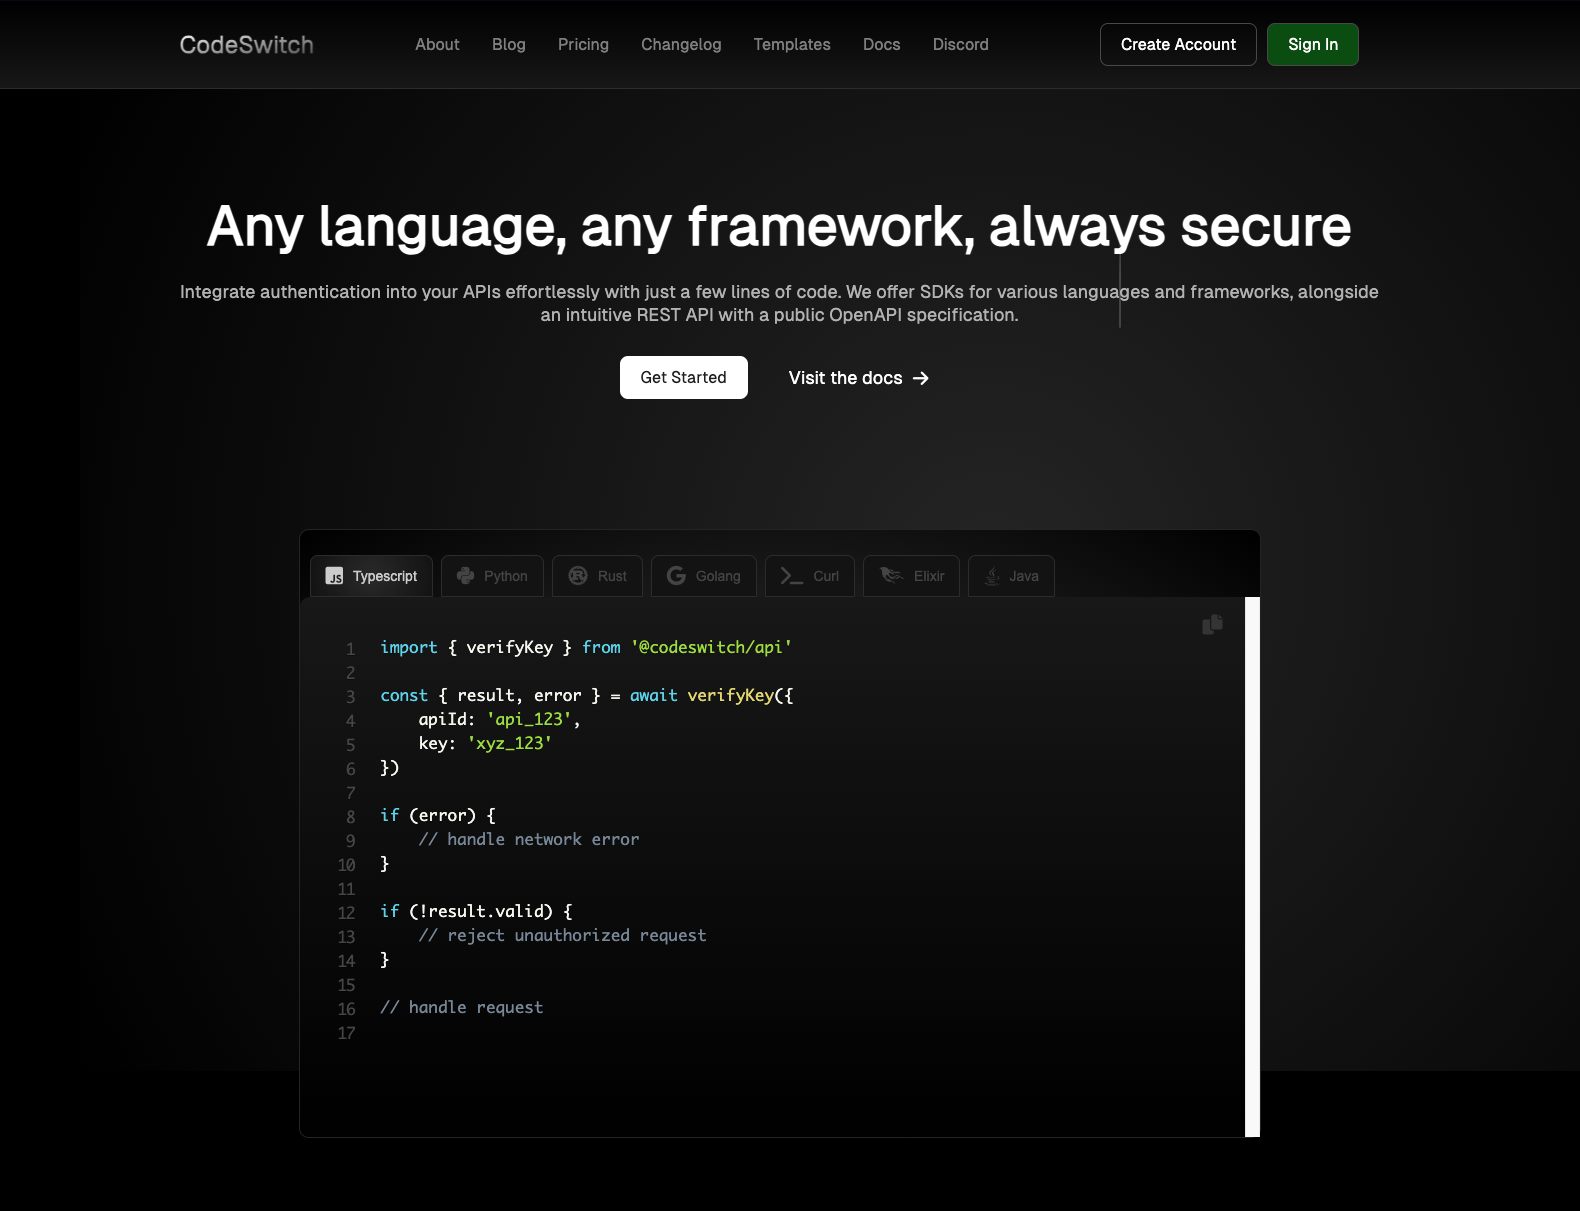 CodeSwitch
About Blog Pricing Changelog Templates Docs Discord
Create Account Sign In
Any language, any framework, always secure
Integrate authentication into your APIs effortlessly with just a few lines of code. We offer SDKs for various languages and frameworks, alongside
an intuitive REST API with a public OpenAPI specification.
Get Started Visit the docs →
JS Typescript Python Rust Golang Curl Elixir Java
1 import { verifyKey } from '@codeswitch/api'
2
3 const { result, error } = await verifyKey({
4     apiId: 'api_123',
5     key: 'xyz_123'
6 })
7
8 if (error) {
9     // handle network error
10 }
11
12 if (!result.valid) {
13     // reject unauthorized request
14 }
15
16 // handle request
17